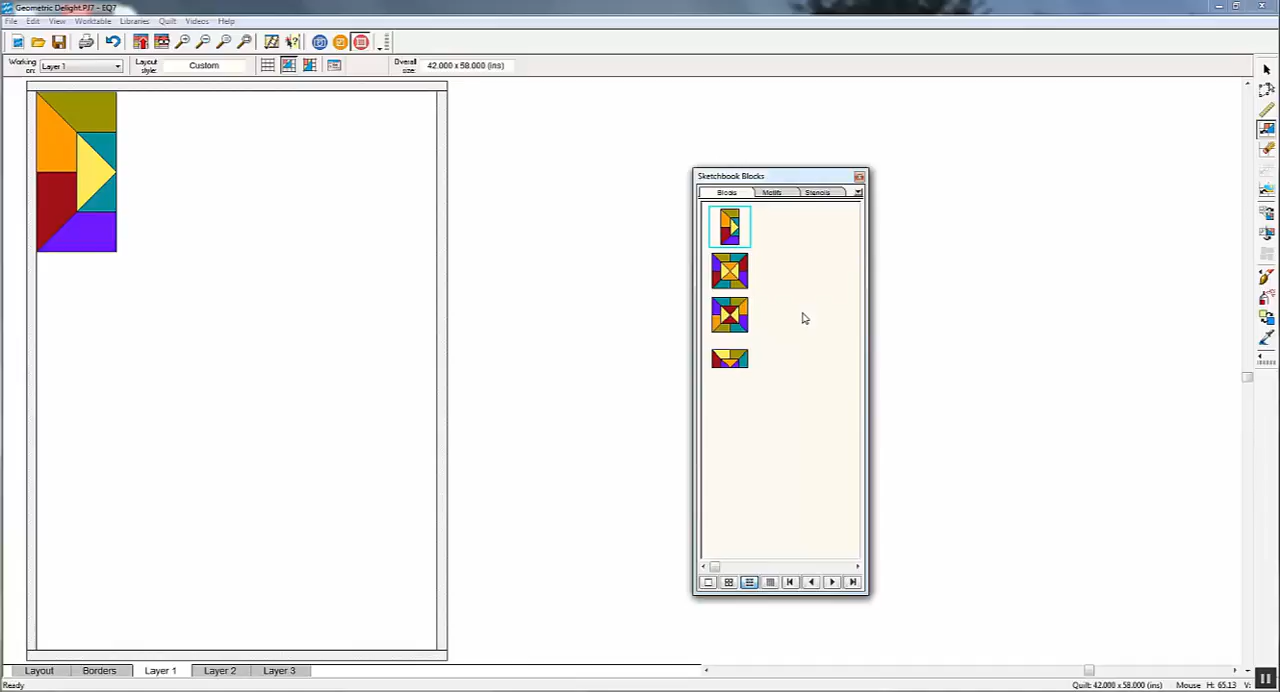 Geometric Delight.PJ7 - EQ7
File Edit View Worktable Libraries Quilt Videos Help
Working on: Layer 1 Layout style: Custom Overall size: 42.000 x 58.000 (ins)
Sketchbook Blocks
Blocks Motifs Stencils
Layout Borders Layer 1 Layer 2 Layer 3
Ready Quilt: 42.000 x 58.000 (ins) Mouse H: 65.13 V: